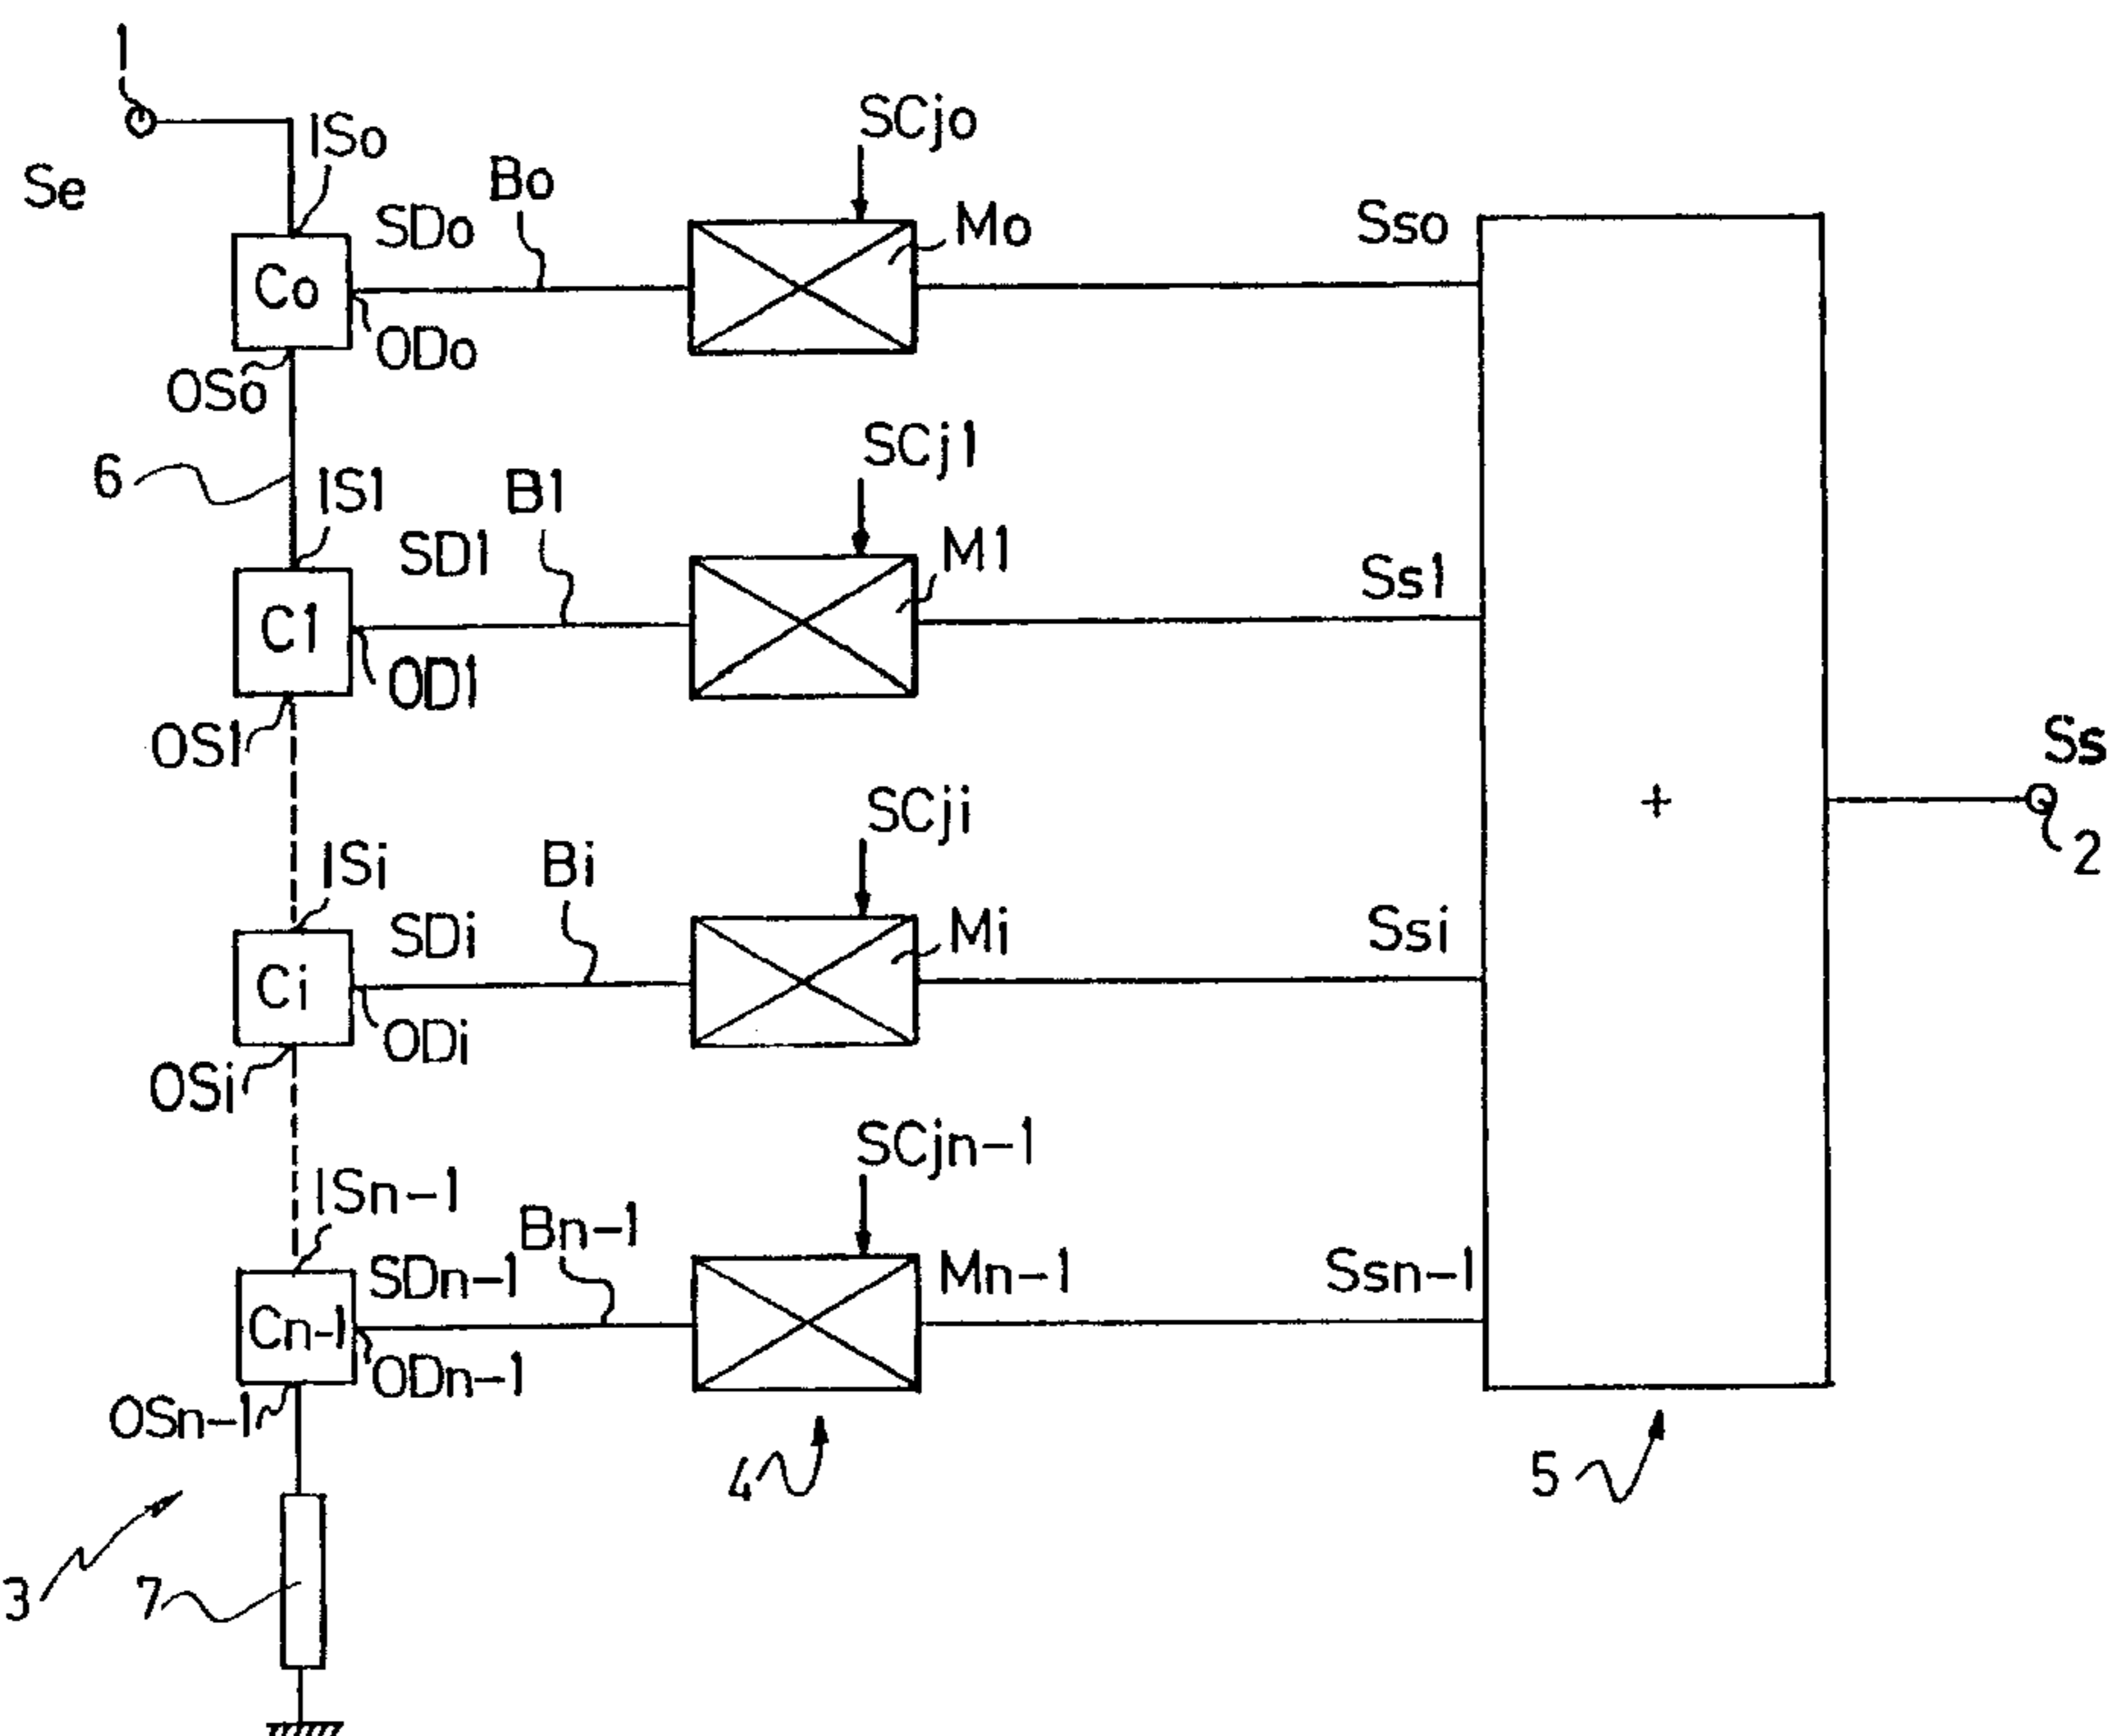 1
Se
ISo
SCjo
Bo
SDo
Mo
Sso
Co
ODo
OSo
6
IS1
SCj1
B1
SD1
M1
Ss1
C1
OD1
OS1
Ss
+
2
ISi
SCji
Bi
SDi
Mi
Ssi
Ci
ODi
OSi
ISn-1
SCjn-1
Bn-1
SDn-1
Mn-1
Ssn-1
Cn-1
ODn-1
OSn-1
4
5
3
7